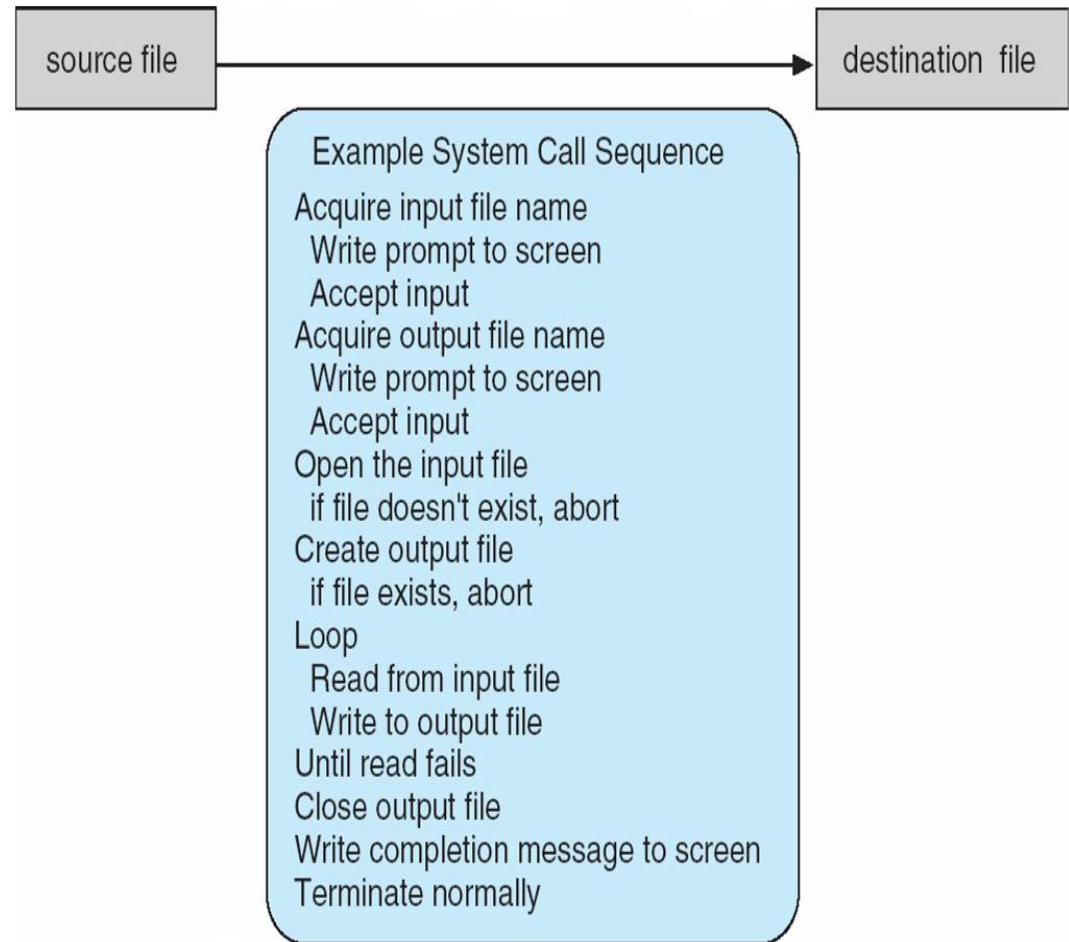 source file
destination file
Example System Call Sequence
Acquire input file name
Write prompt to screen
Accept input
Acquire output file name
Write prompt to screen
Accept input
Open the input file
if file doesn't exist, abort
Create output file
if file exists, abort
Loop
Read from input file
Write to output file
Until read fails
Close output file
Write completion message to screen
Terminate normally